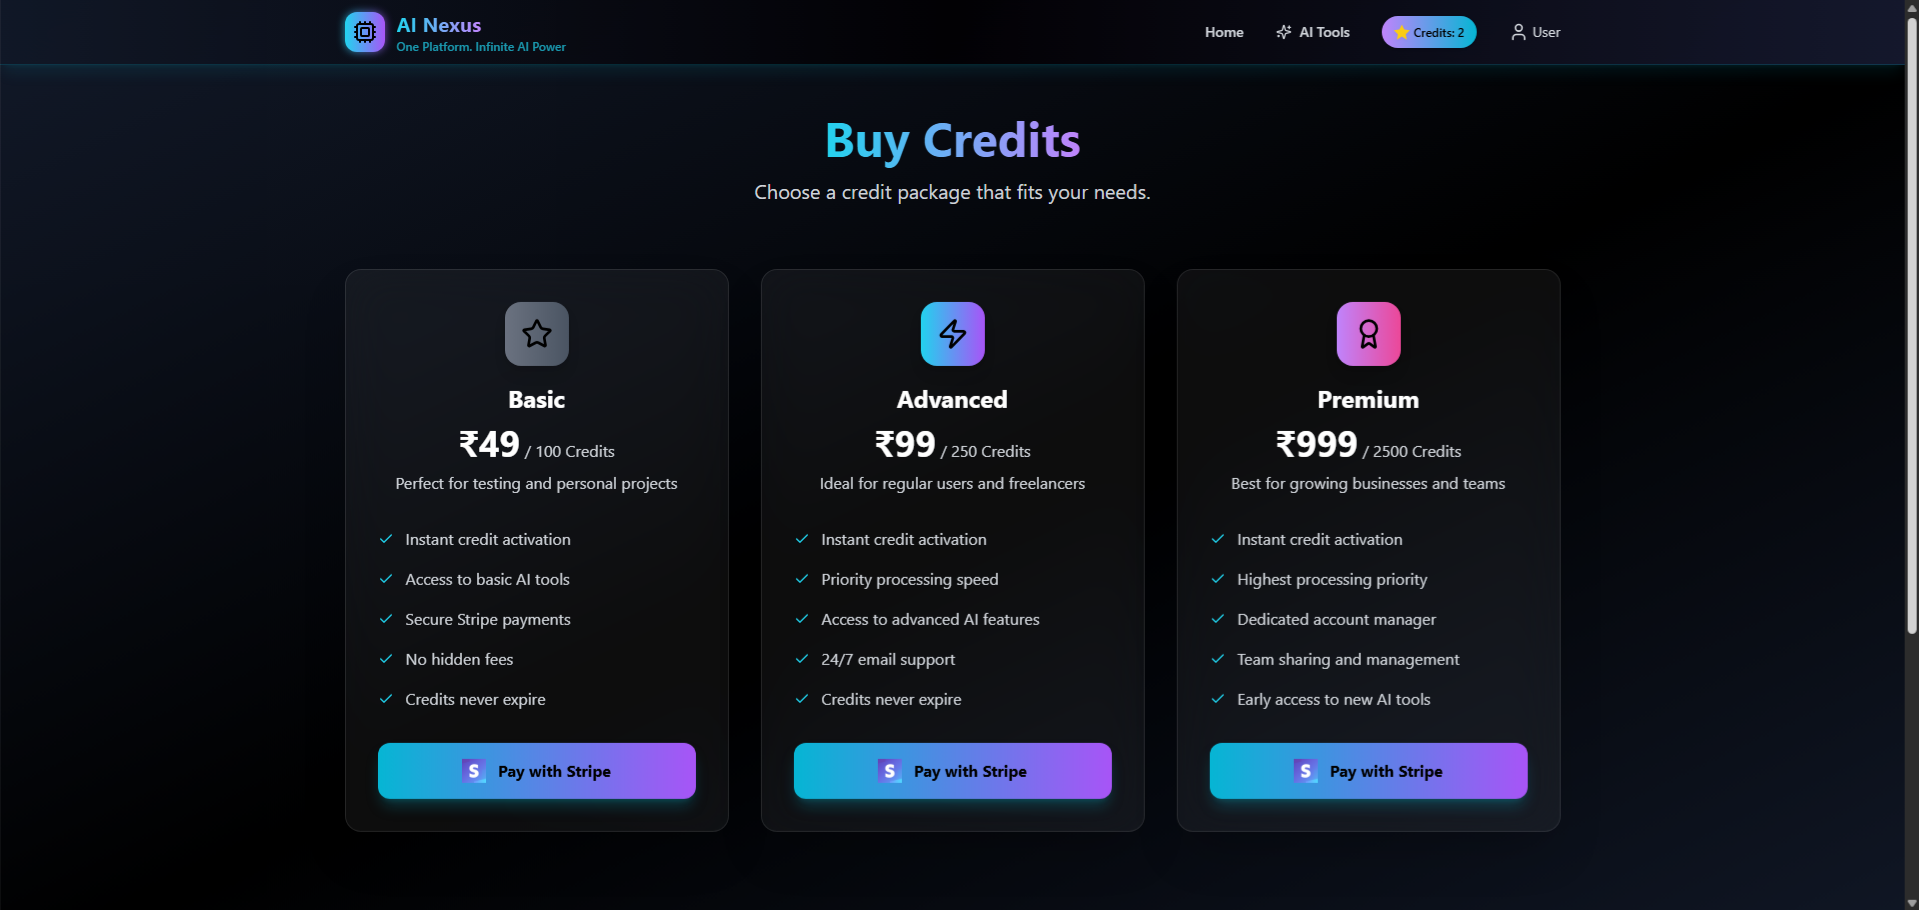 AI Nexus
One Platform. Infinite AI Power
Home
AI Tools
Credits: 2
User
Buy Credits
Choose a credit package that fits your needs.
Basic
₹49 / 100 Credits
Perfect for testing and personal projects
Instant credit activation
Access to basic AI tools
Secure Stripe payments
No hidden fees
Credits never expire
S Pay with Stripe
Advanced
₹99 / 250 Credits
Ideal for regular users and freelancers
Instant credit activation
Priority processing speed
Access to advanced AI features
24/7 email support
Credits never expire
S Pay with Stripe
Premium
₹999 / 2500 Credits
Best for growing businesses and teams
Instant credit activation
Highest processing priority
Dedicated account manager
Team sharing and management
Early access to new AI tools
S Pay with Stripe